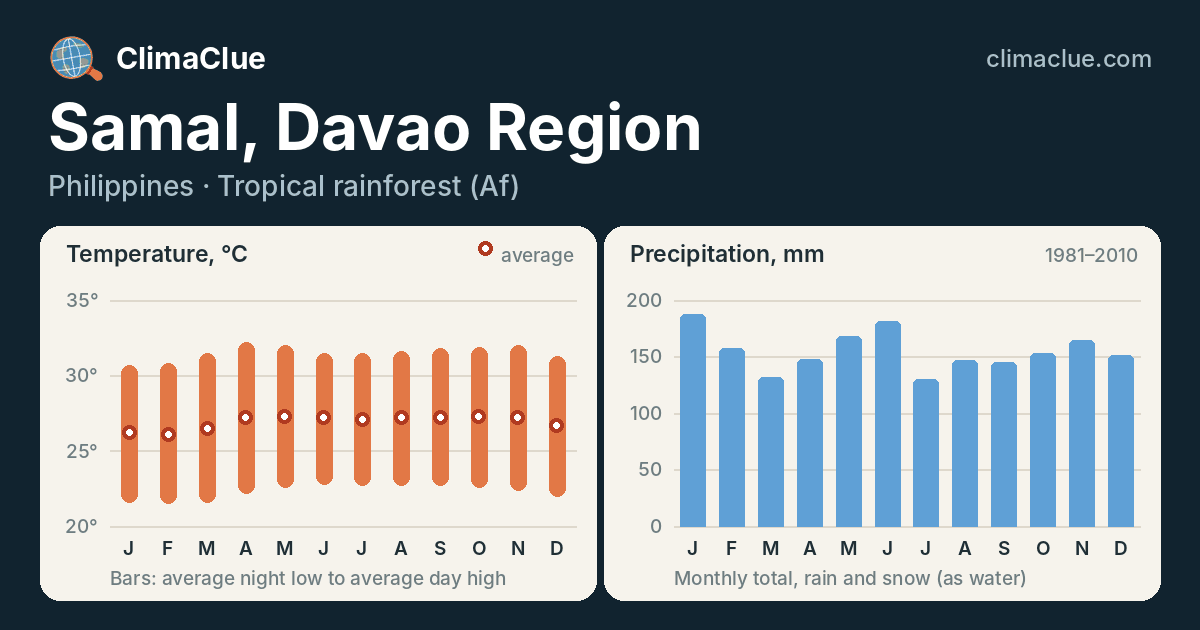 ClimaClue
climaclue.com
Samal, Davao Region
Philippines · Tropical rainforest (Af)
Temperature, °C
average
35°
30°
25°
20°
J F M A M J J A S O N D
Bars: average night low to average day high
Precipitation, mm
1981–2010
200
150
100
50
0
J F M A M J J A S O N D
Monthly total, rain and snow (as water)